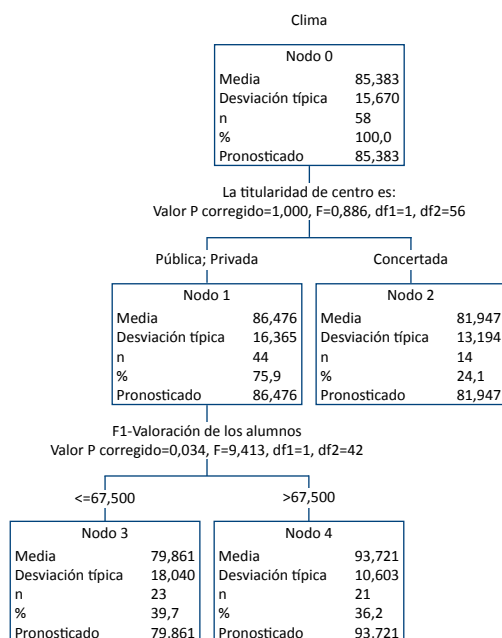 Clima
Nodo 0
Media 85,383
Desviación típica 15,670
n 58
% 100,0
Pronosticado 85,383
La titularidad de centro es:
Valor P corregido=1,000, F=0,886, df1=1, df2=56
Pública; Privada
Concertada
Nodo 1
Media 86,476
Desviación típica 16,365
n 44
% 75,9
Pronosticado 86,476
Nodo 2
Media 81,947
Desviación típica 13,194
n 14
% 24,1
Pronosticado 81,947
F1-Valoración de los alumnos
Valor P corregido=0,034, F=9,413, df1=1, df2=42
<=67,500
>67,500
Nodo 3
Media 79,861
Desviación típica 18,040
n 23
% 39,7
Pronosticado 79,861
Nodo 4
Media 93,721
Desviación típica 10,603
n 21
% 36,2
Pronosticado 93,721